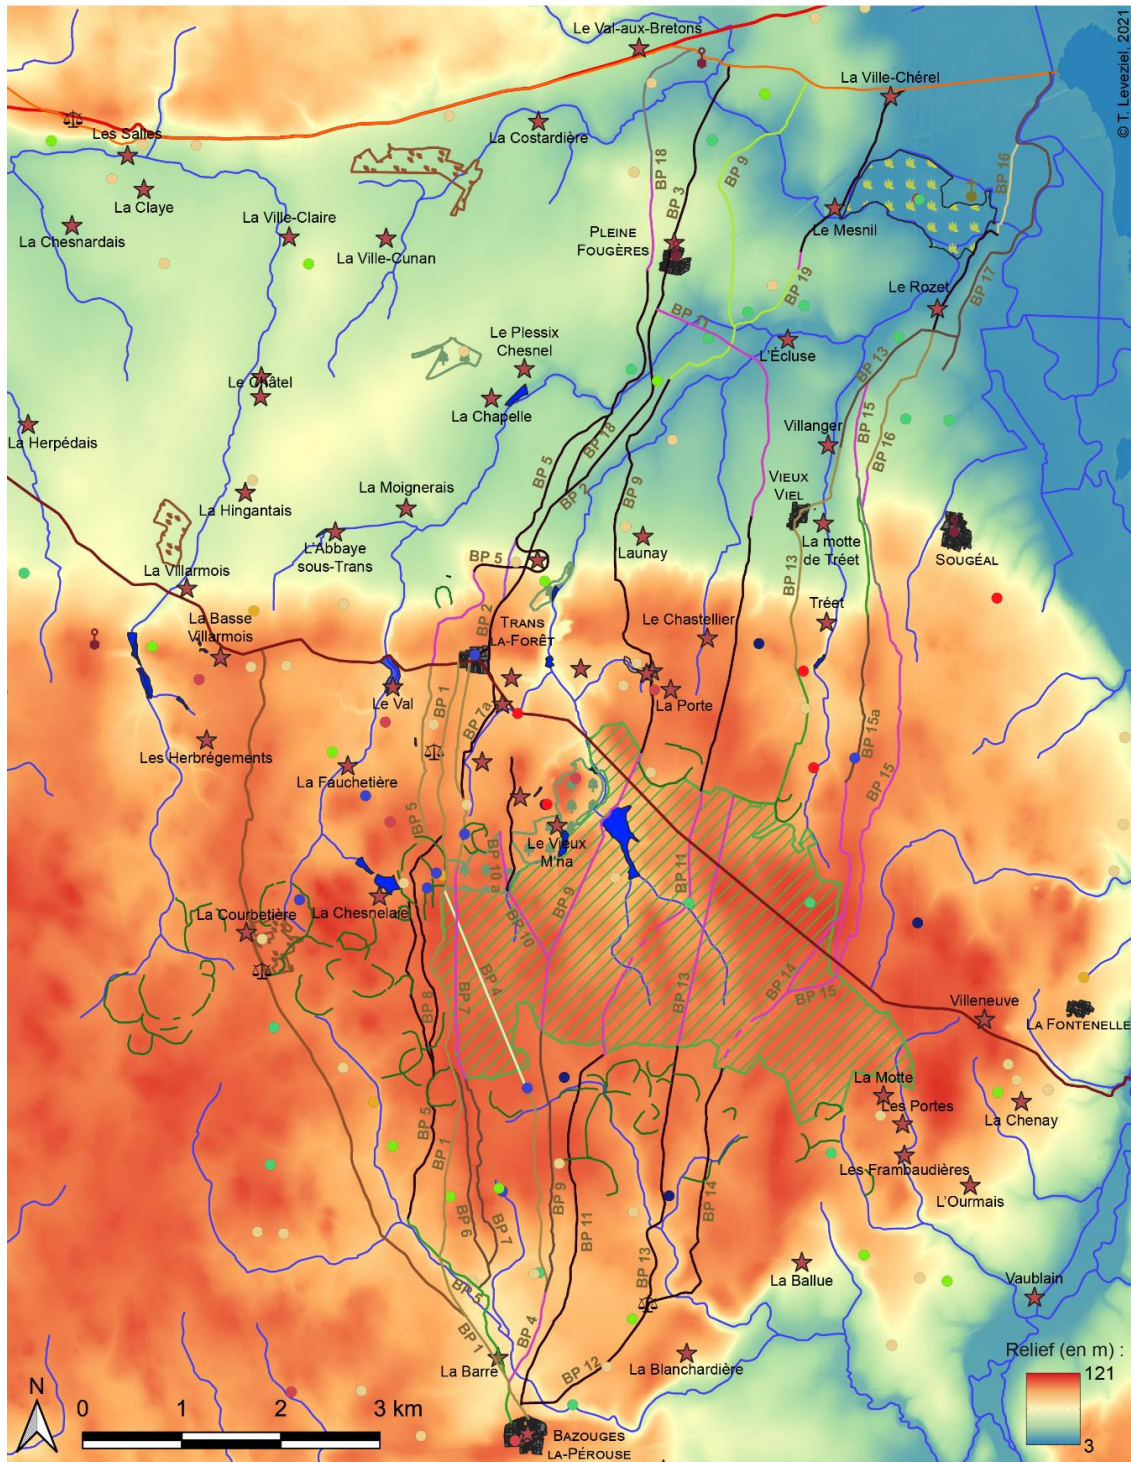 © T. Leveziel, 2021
Le Val-aux-Bretons
La Ville-Chérel
La Costardière
Les Salles
BP 18
BP 9
BP 3
BP 16
La Claye
La Ville-Claire
La Chesnardais
La Ville-Cunan
PLEINE
FOUGÈRES
Le Mesnil
BP 19
BP 17
Le Rozet
BP 11
Le Plessix
Chesnel
L'Écluse
BP 13
Le Châtel
La Chapelle
BP 15
La Herpédais
BP 18
Villanger
BP 16
BP 5
BP 9
BP 2
La Moignerais
VIEUX
VIEL
La Hingantais
L'Abbaye
sous-Trans
Launay
La motte
de Tréet
SOUGÉAL
BP 5
BP 13
La Villarmois
BP 2
La Basse
Villarmois
TRANS
LA-FORÊT
Le Chastellier
Tréet
Le Val
BP 1
BP 7a
La Porte
BP 15a
Les Herbrégements
La Fauchetière
BP 15
BP 5
Le Vieux
M'na
BP 10a
BP 11
BP 9
La Courbetière
La Chesnelaie
BP 10
BP 4
BP 8
BP 7
BP 13
BP 14
BP 15
Villeneuve
LA FONTENELLE
La Motte
Les Portes
La Chenay
BP 5
BP 1
Les Frambaudières
L'Ourmais
BP 9
BP 14
BP 11
BP 6
BP 7
BP 13
La Ballue
Vaublain
BP 5
BP 4
BP 1
La Barre
BP 12
La Blanchardière
Relief (en m) :
121
3
N
0 1 2 3 km
BAZOUGES
LA-PÉROUSE